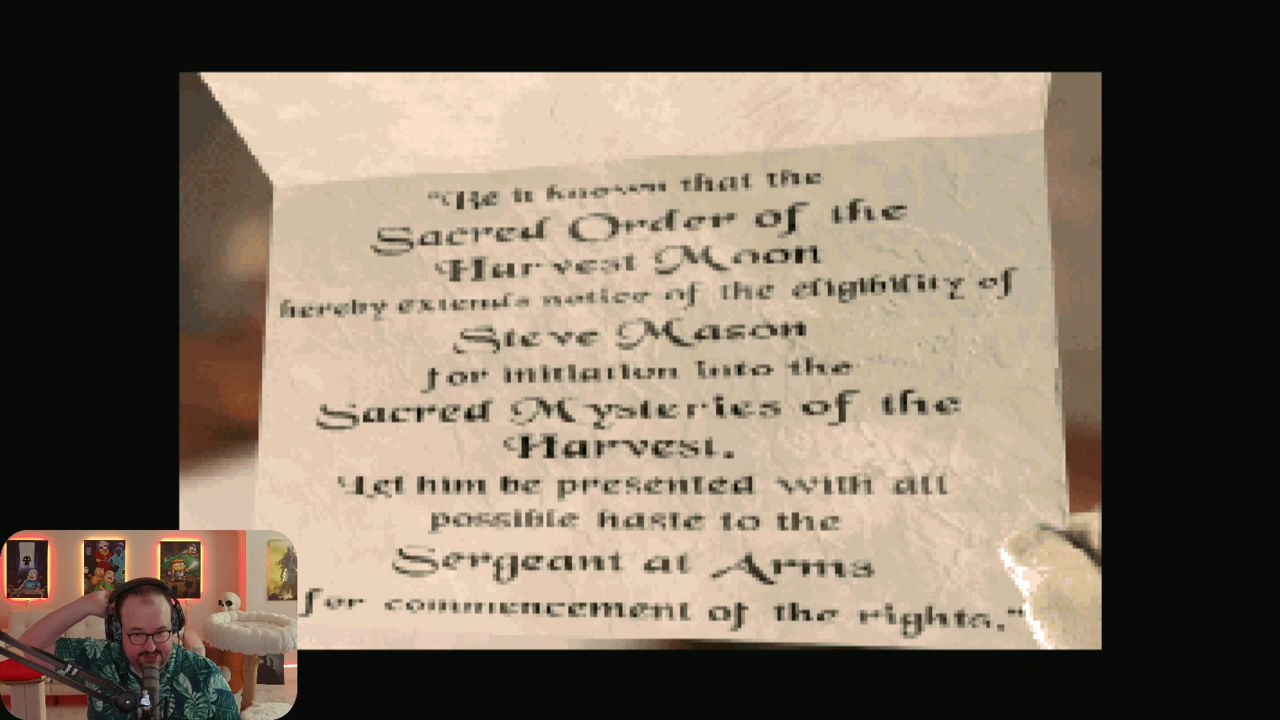 "Be it known that the
Sacred Order of the
Harvest Moon
hereby extends notice of the eligibility of
Steve Mason
for initiation into the
Sacred Mysteries of the
Harvest.
Let him be presented with all
possible haste to the
Sergeant at Arms
for commencement of the rights."